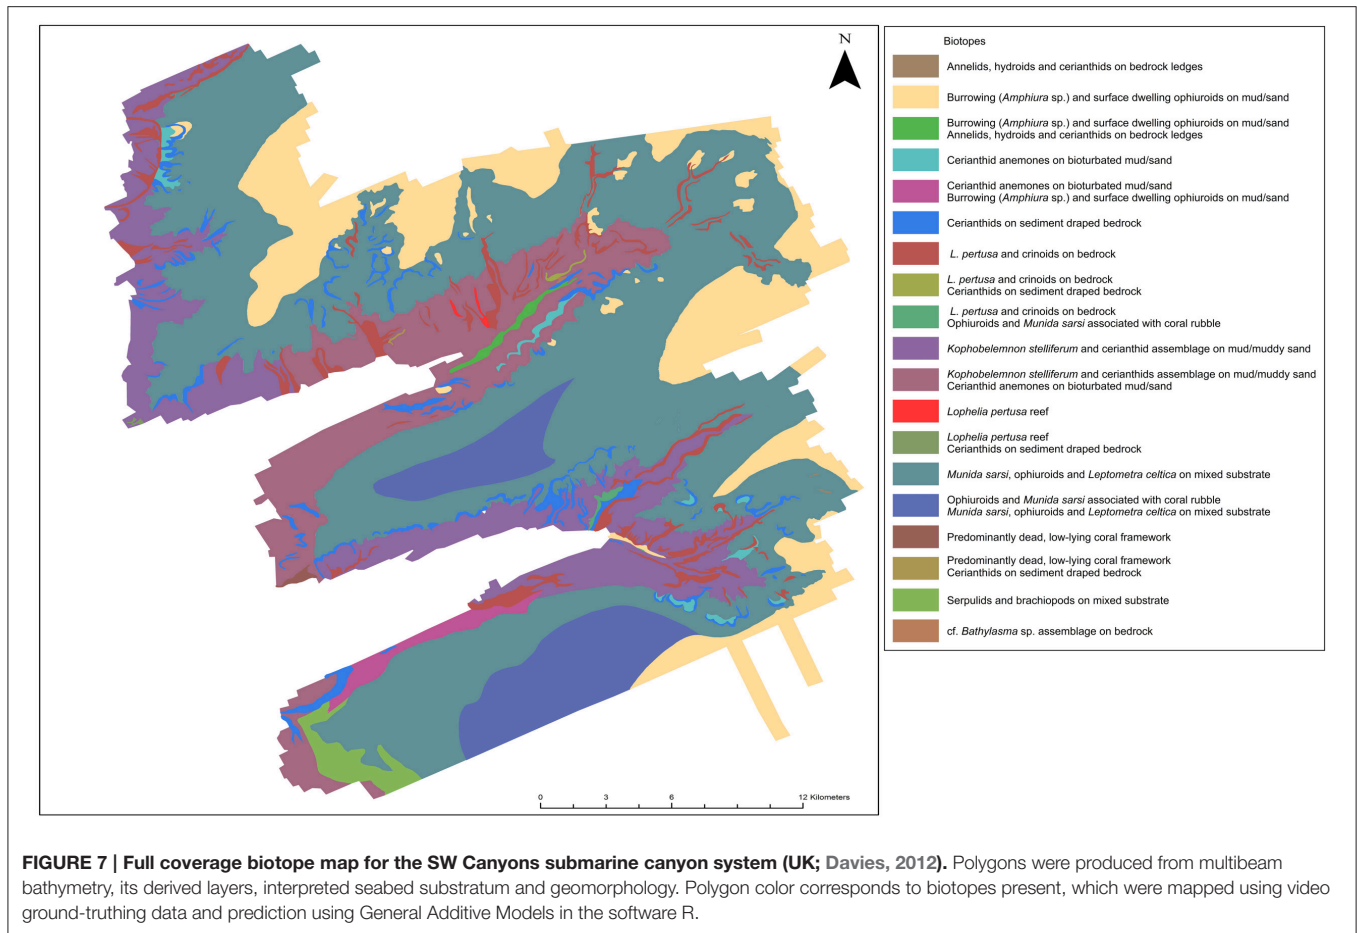 N
Biotopes
Annelids, hydroids and cerianthids on bedrock ledges
Burrowing (Amphiura sp.) and surface dwelling ophiuroids on mud/sand
Burrowing (Amphiura sp.) and surface dwelling ophiuroids on mud/sand
Annelids, hydroids and cerianthids on bedrock ledges
Cerianthid anemones on bioturbated mud/sand
Cerianthid anemones on bioturbated mud/sand
Burrowing (Amphiura sp.) and surface dwelling ophiuroids on mud/sand
Cerianthids on sediment draped bedrock
L. pertusa and crinoids on bedrock
L. pertusa and crinoids on bedrock
Cerianthids on sediment draped bedrock
L. pertusa and crinoids on bedrock
Ophiuroids and Munida sarsi associated with coral rubble
Kophobelemnon stelliferum and cerianthid assemblage on mud/muddy sand
Kophobelemnon stelliferum and cerianthids assemblage on mud/muddy sand
Cerianthid anemones on bioturbated mud/sand
Lophelia pertusa reef
Lophelia pertusa reef
Cerianthids on sediment draped bedrock
Munida sarsi, ophiuroids and Leptometra celtica on mixed substrate
Ophiuroids and Munida sarsi associated with coral rubble
Munida sarsi, ophiuroids and Leptometra celtica on mixed substrate
Predominantly dead, low-lying coral framework
Predominantly dead, low-lying coral framework
Cerianthids on sediment draped bedrock
Serpulids and brachiopods on mixed substrate
cf. Bathylasma sp. assemblage on bedrock
0 3 6 12 Kilometers
FIGURE 7 | Full coverage biotope map for the SW Canyons submarine canyon system (UK; Davies, 2012). Polygons were produced from multibeam
bathymetry, its derived layers, interpreted seabed substratum and geomorphology. Polygon color corresponds to biotopes present, which were mapped using video
ground-truthing data and prediction using General Additive Models in the software R.